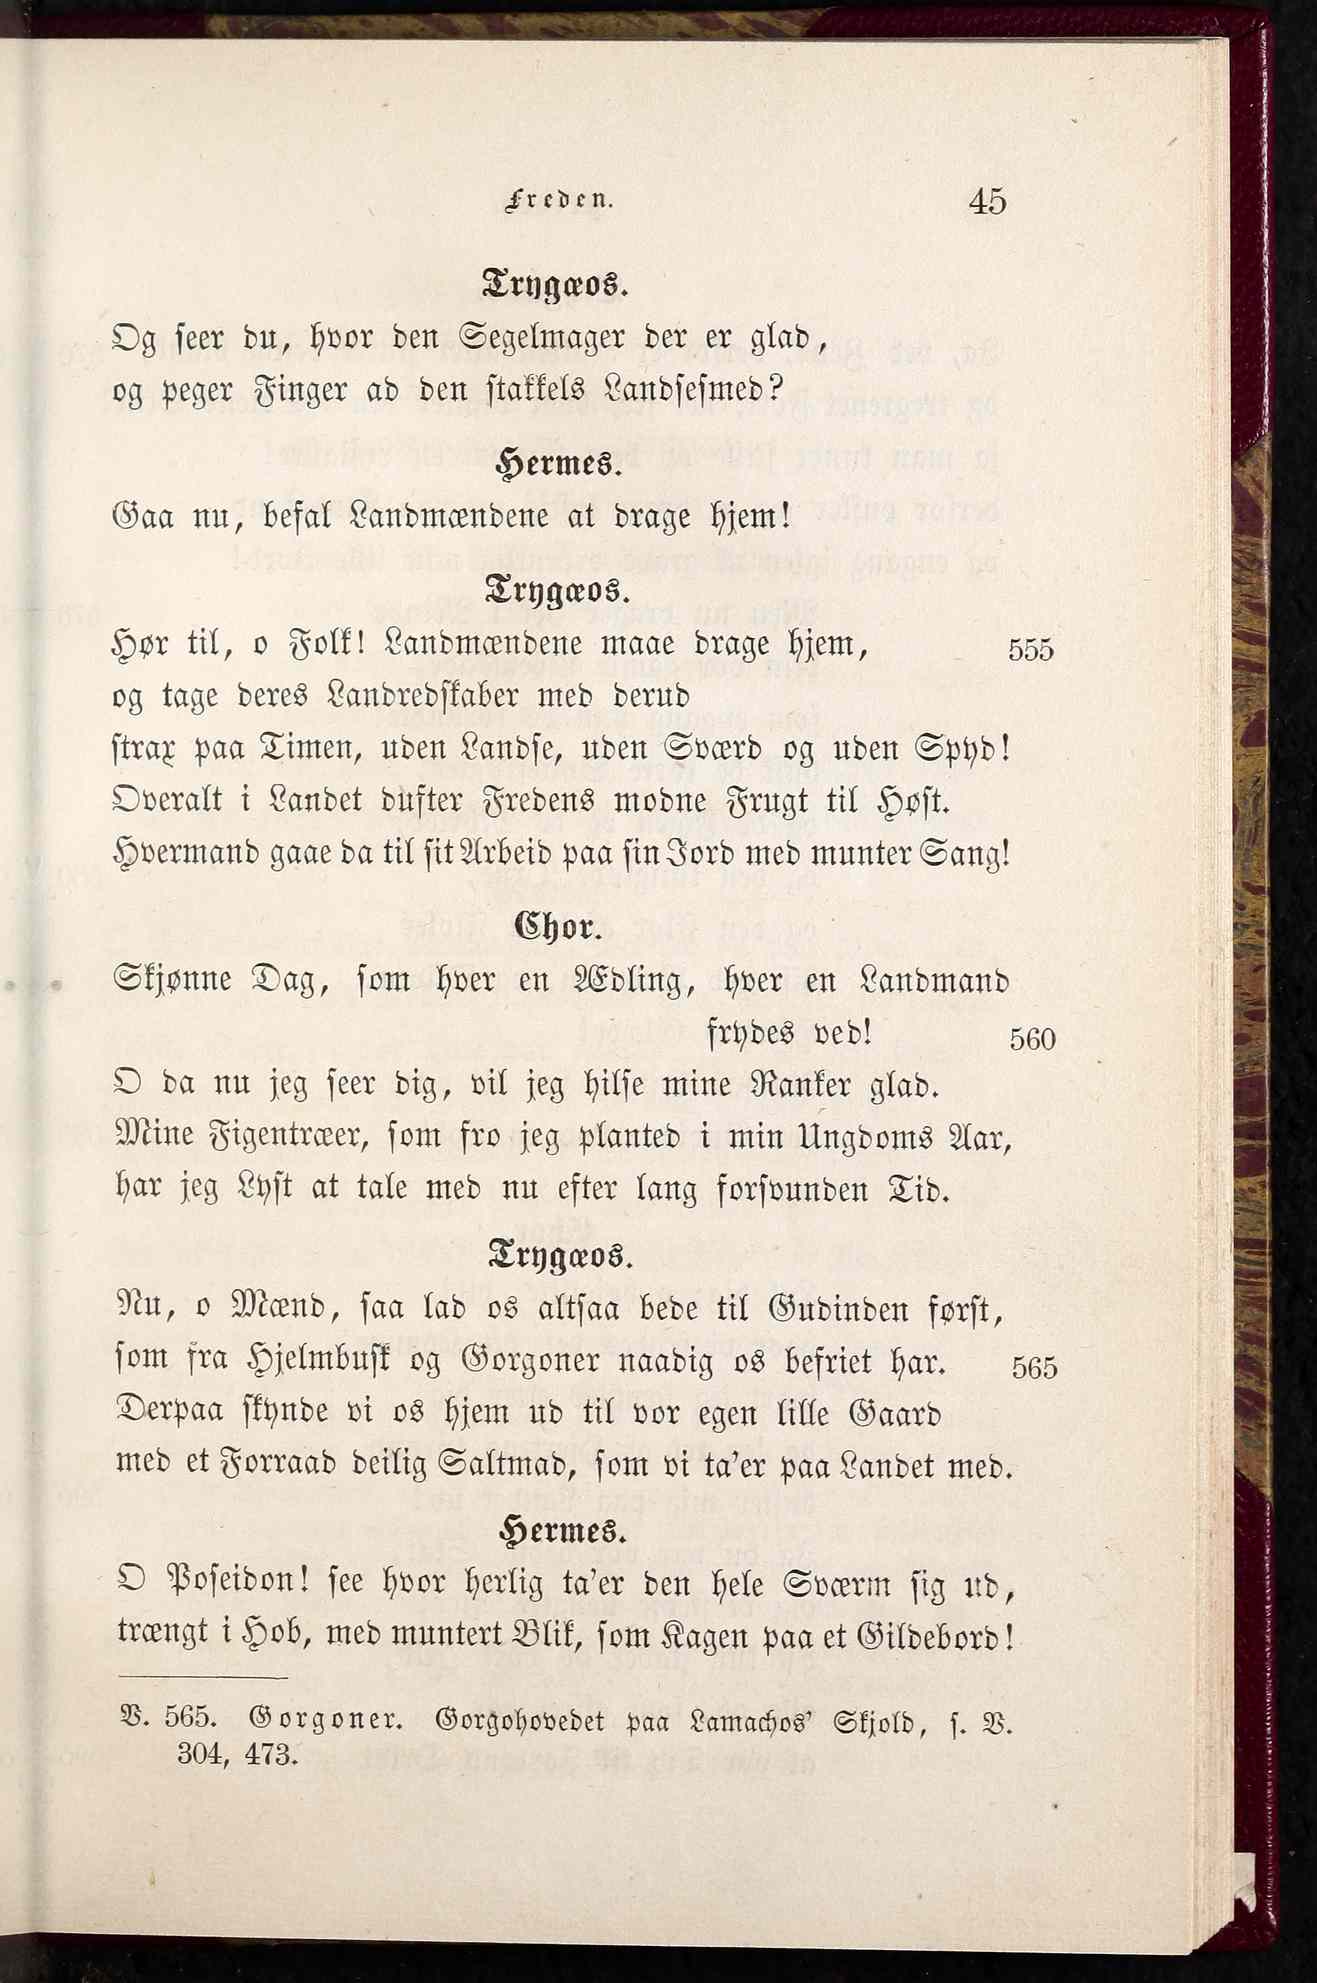 Freden. 45
Trygæos.
Og seer du, hvor den Segelmager der er glad,
og peger Finger ad den stakkels Landsesmed?
Hermes.
Gaa nu, befal Landmændene at drage hjem!
Trygæos.
Hør til, o Folk! Landmændene maae drage hjem, 555
og tage deres Landredskaber med derud
strax paa Timen, uden Landse, uden Sværd og uden Spyd!
Overalt i Landet dufter Fredens modne Frugt til Høst.
Hvermand gaae da til sit Arbeid paa sin Jord med munter Sang!
Chor.
Skjønne Dag, som hver en Ædling, hver en Landmand
frydes ved! 560
O da nu jeg seer dig, vil jeg hilse mine Ranker glad.
Mine Figentræer, som fro jeg planted i min Ungdoms Aar,
har jeg Lyst at tale med nu efter lang forsvunden Tid.
Trygæos.
Nu, o Mænd, saa lad os altsaa bede til Gudinden først,
som fra Hjelmbusk og Gorgoner naadig os befriet har. 565
Derpaa skynde vi os hjem ud til vor egen lille Gaard
med et Forraad deilig Saltmad, som vi ta'er paa Landet med.
Hermes.
O Poseidon! see hvor herlig ta'er den hele Sværm sig ud,
trængt i Hob, med muntert Blik, som Kagen paa et Gildebord!
V. 565. Gorgoner. Gorgohovedet paa Lamachos' Skjold, s. V.
304, 473.